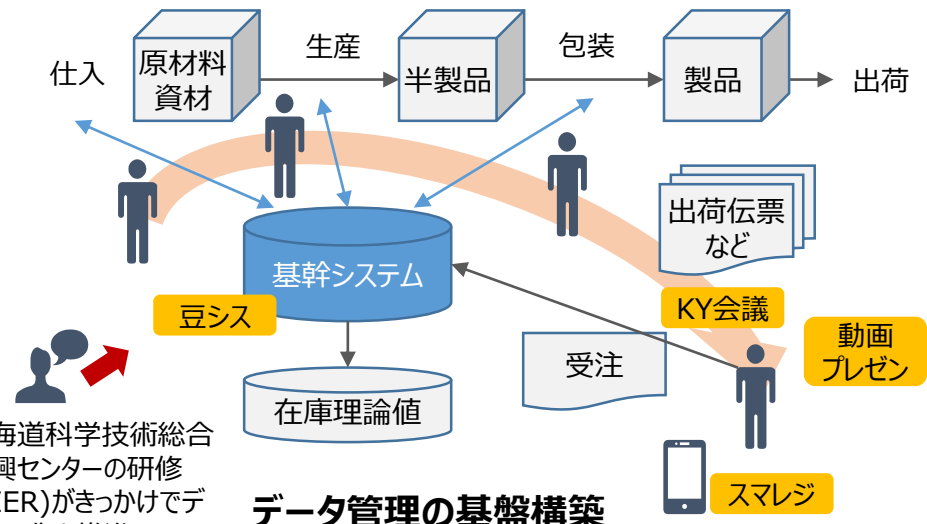 仕入
原材料
資材
生産
半製品
包装
製品
出荷
出荷伝票
など
基幹システム
豆シス
KY会議
動画
プレゼン
受注
在庫理論値
スマレジ
海道科学技術総合
興センターの研修
ER)がきっかけでデ
データ管理の基盤構築